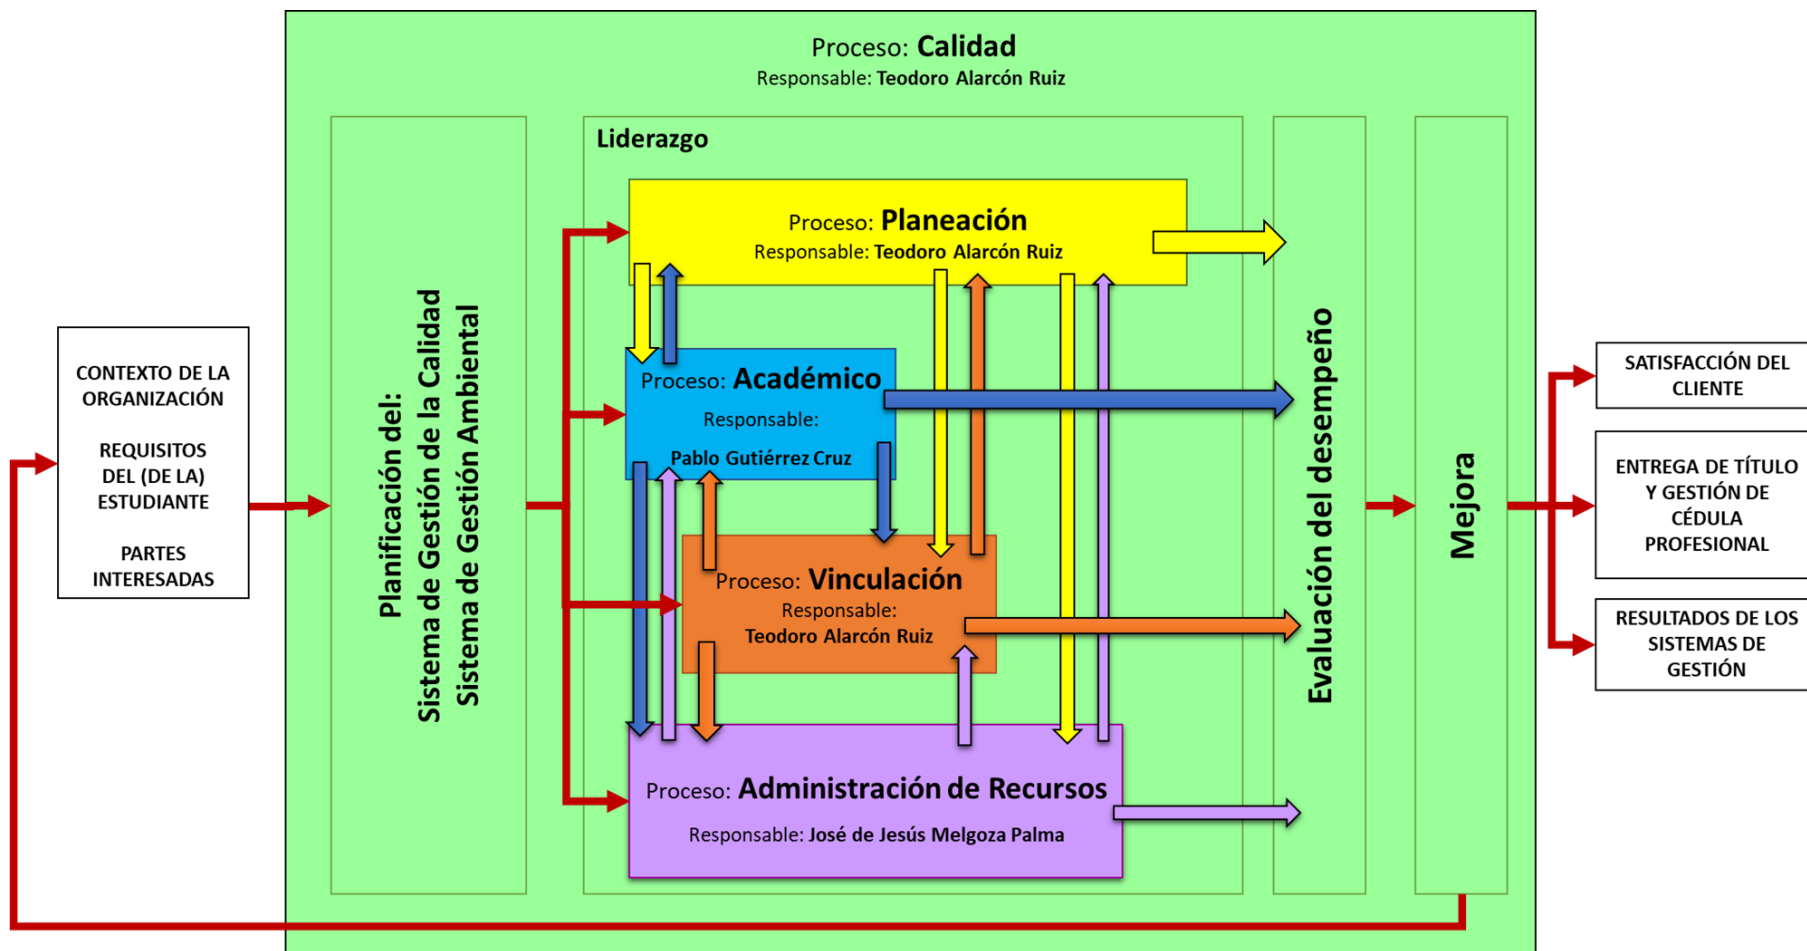 Proceso: Calidad
Responsable: Teodoro Alarcón Ruiz
CONTEXTO DE LA
ORGANIZACIÓN
REQUISITOS
DEL (DE LA)
ESTUDIANTE
PARTES
INTERESADAS
Planificación del:
Sistema de Gestión de la Calidad
Sistema de Gestión Ambiental
Liderazgo
Proceso: Planeación
Responsable: Teodoro Alarcón Ruiz
Proceso: Académico
Responsable:
Pablo Gutiérrez Cruz
Proceso: Vinculación
Responsable:
Teodoro Alarcón Ruiz
Proceso: Administración de Recursos
Responsable: José de Jesús Melgoza Palma
Evaluación del desempeño
Mejora
SATISFACCIÓN DEL
CLIENTE
ENTREGA DE TÍTULO
Y GESTIÓN DE
CÉDULA
PROFESIONAL
RESULTADOS DE LOS
SISTEMAS DE
GESTIÓN